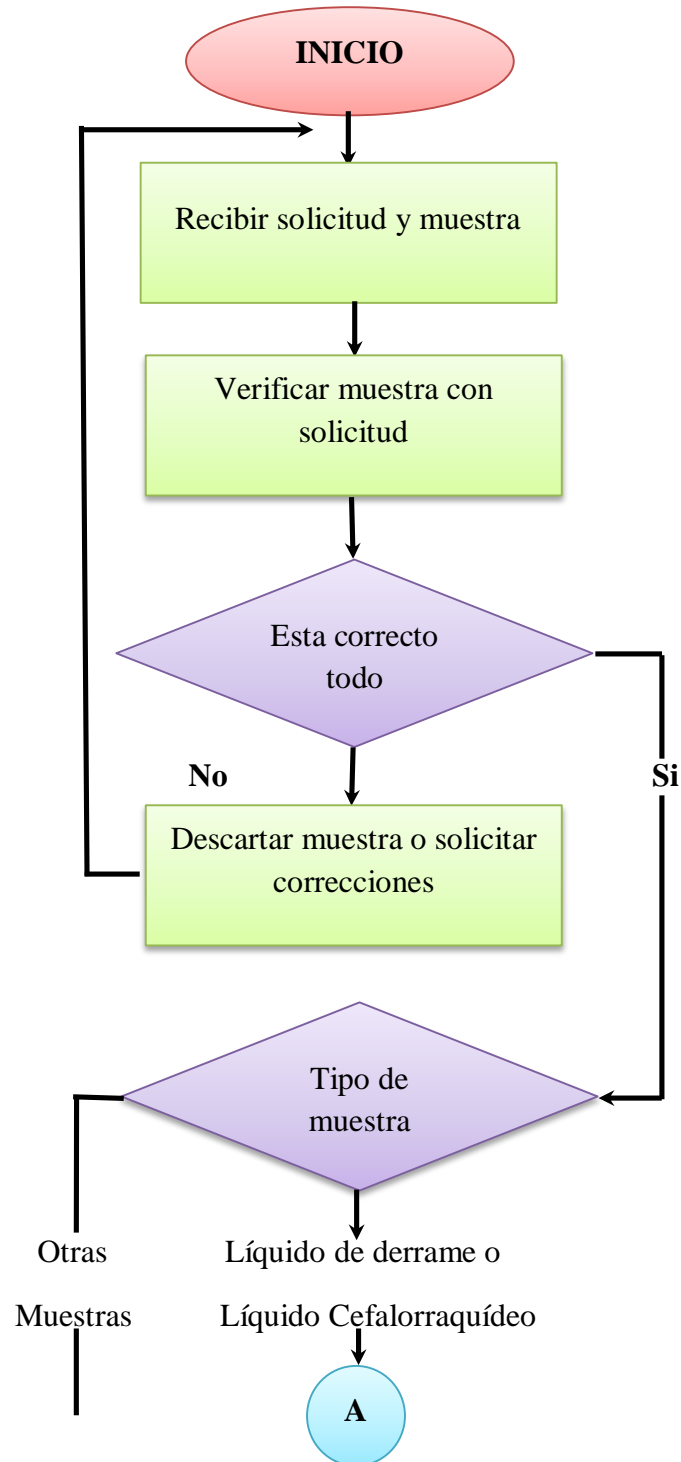 INICIO
Recibir solicitud y muestra
Verificar muestra con
solicitud
Esta correcto
todo
No
Si
Descartar muestra o solicitar
correcciones
Tipo de
muestra
Otras
Muestras
Líquido de derrame o
Líquido Cefalorraquídeo
A